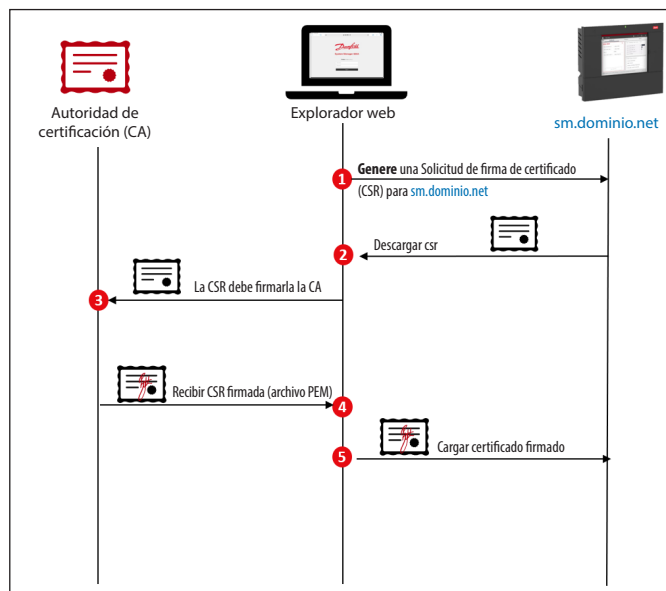 Danfoss
Autoridad de
certificación (CA)
Explorador web
sm.dominio.net
1
Genere una Solicitud de firma de certificado
(CSR) para sm.dominio.net
2
Descargar csr
3
La CSR debe firmarla la CA
Recibir CSR firmada (archivo PEM)
4
5
Cargar certificado firmado